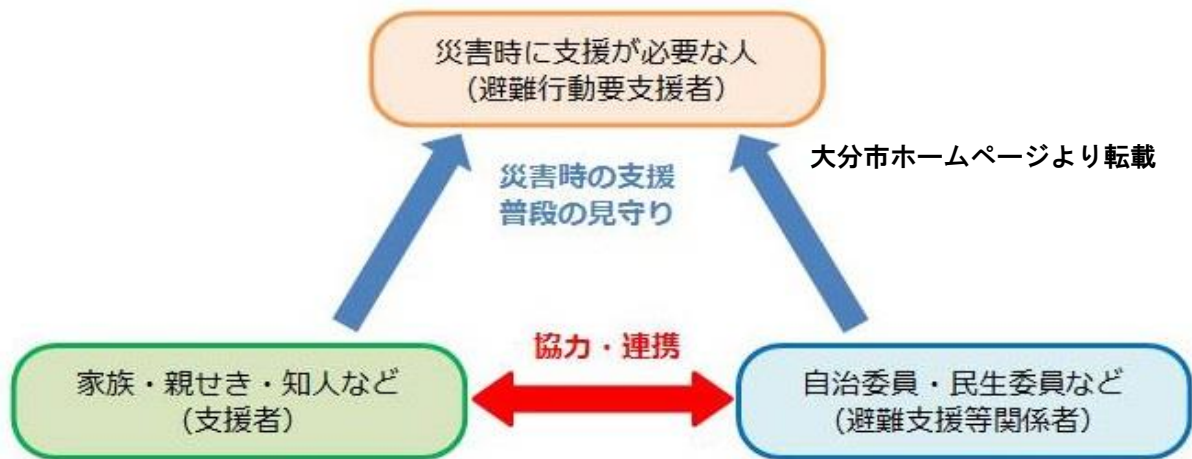 災害時に支援が必要な人
(避難行動要支援者)
大分市ホームページより転載
災害時の支援
普段の見守り
協力・連携
家族・親せき・知人など
(支援者)
自治委員・民生委員など
(避難支援等関係者)